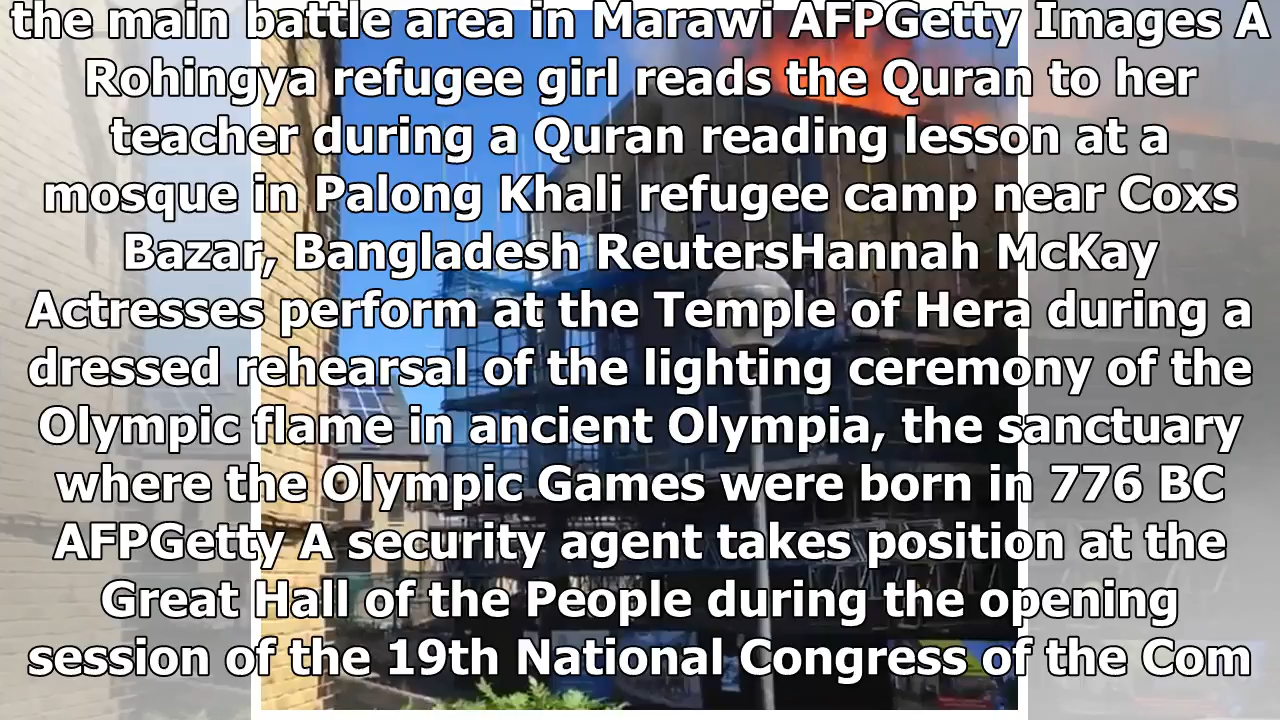 the main battle area in Marawi AFPGetty Images A
Rohingya refugee girl reads the Quran to her
teacher during a Quran reading lesson at a
mosque in Palong Khali refugee camp near Coxs
Bazar, Bangladesh ReutersHannah McKay
Actresses perform at the Temple of Hera during a
dressed rehearsal of the lighting ceremony of the
Olympic flame in ancient Olympia, the sanctuary
where the Olympic Games were born in 776 BC
AFPGetty A security agent takes position at the
Great Hall of the People during the opening
session of the 19th National Congress of the Com